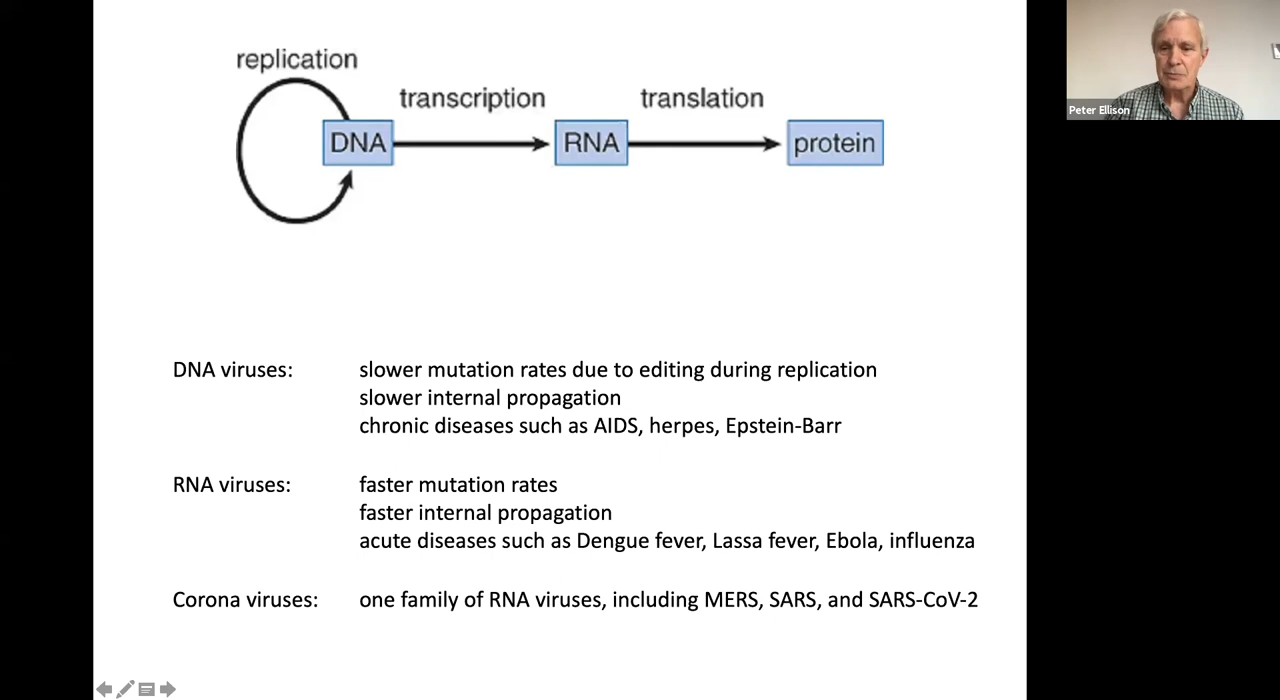 replication
transcription
translation
DNA
RNA
protein
DNA viruses: slower mutation rates due to editing during replication
slower internal propagation
chronic diseases such as AIDS, herpes, Epstein-Barr
RNA viruses: faster mutation rates
faster internal propagation
acute diseases such as Dengue fever, Lassa fever, Ebola, influenza
Corona viruses: one family of RNA viruses, including MERS, SARS, and SARS-CoV-2
Peter Ellison